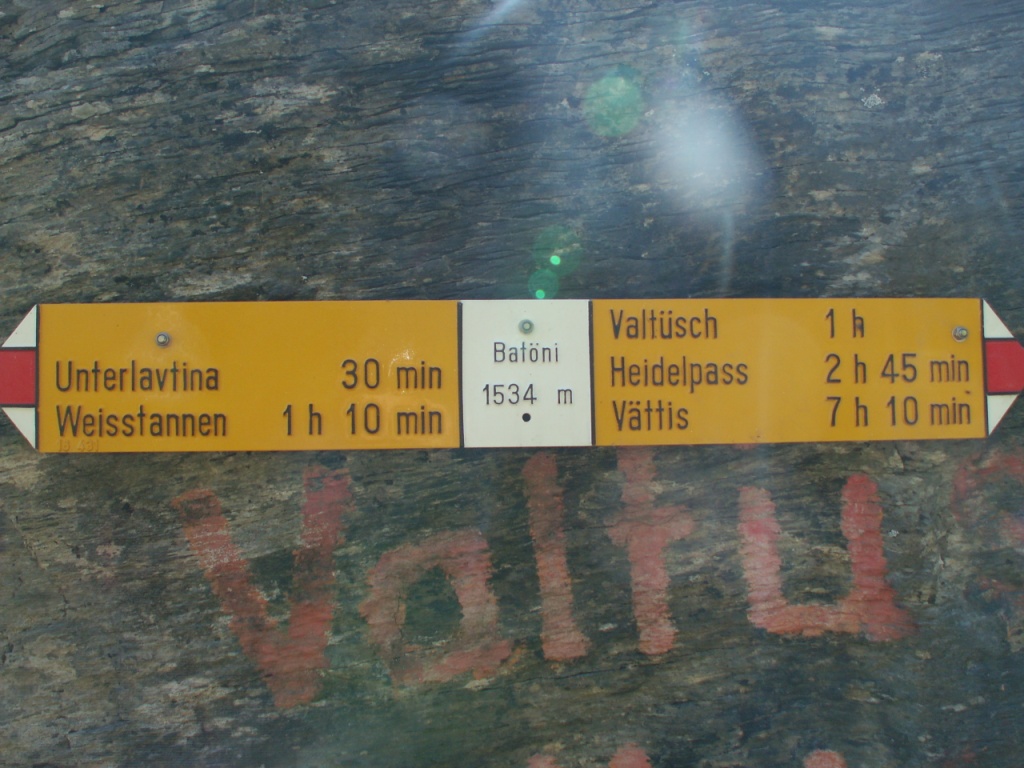 Unterlavtina 30 min
Weisstannen 1 h 10 min
Batöni
1534 m
Valtüsch 1 h
Heidelpass 2 h 45 min
Vättis 7 h 10 min
Valtu